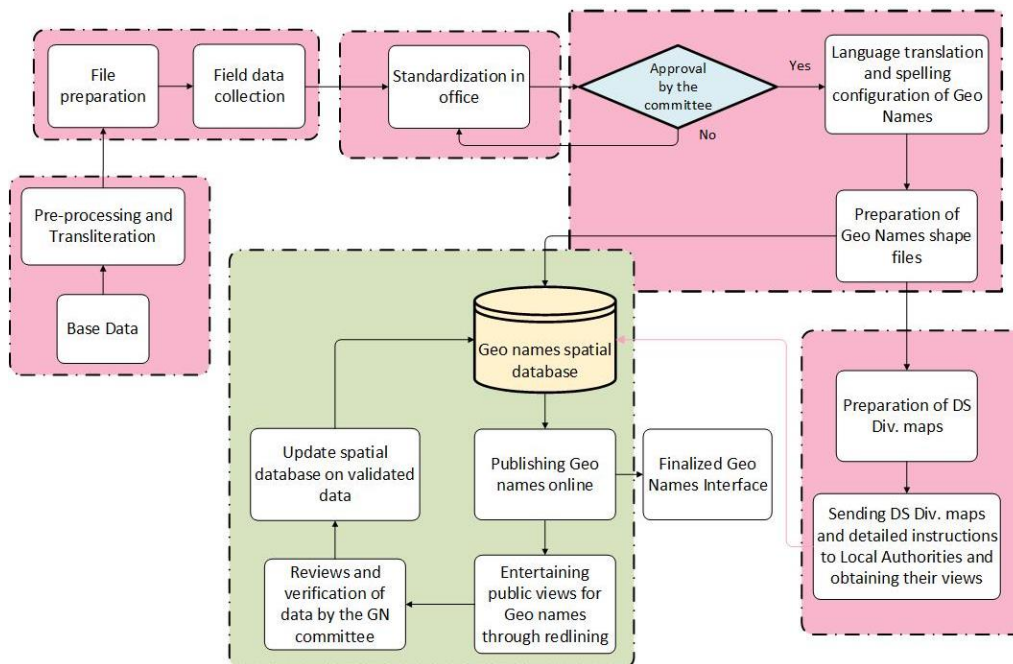 File
preparation
Field data
collection
Standardization in
office
Approval
by the
committee
Yes
No
Language translation
and spelling
configuration of Geo
Names
Pre-processing and
Transliteration
Base Data
Preparation of
Geo Names shape
files
Geo names spatial
database
Preparation of DS
Div. maps
Update spatial
database on validated
data
Publishing Geo
names online
Finalized Geo
Names Interface
Sending DS Div. maps
and detailed instructions
to Local Authorities and
obtaining their views
Reviews and
verification of
data by the GN
committee
Entertaining
public views for
Geo names
through redlining